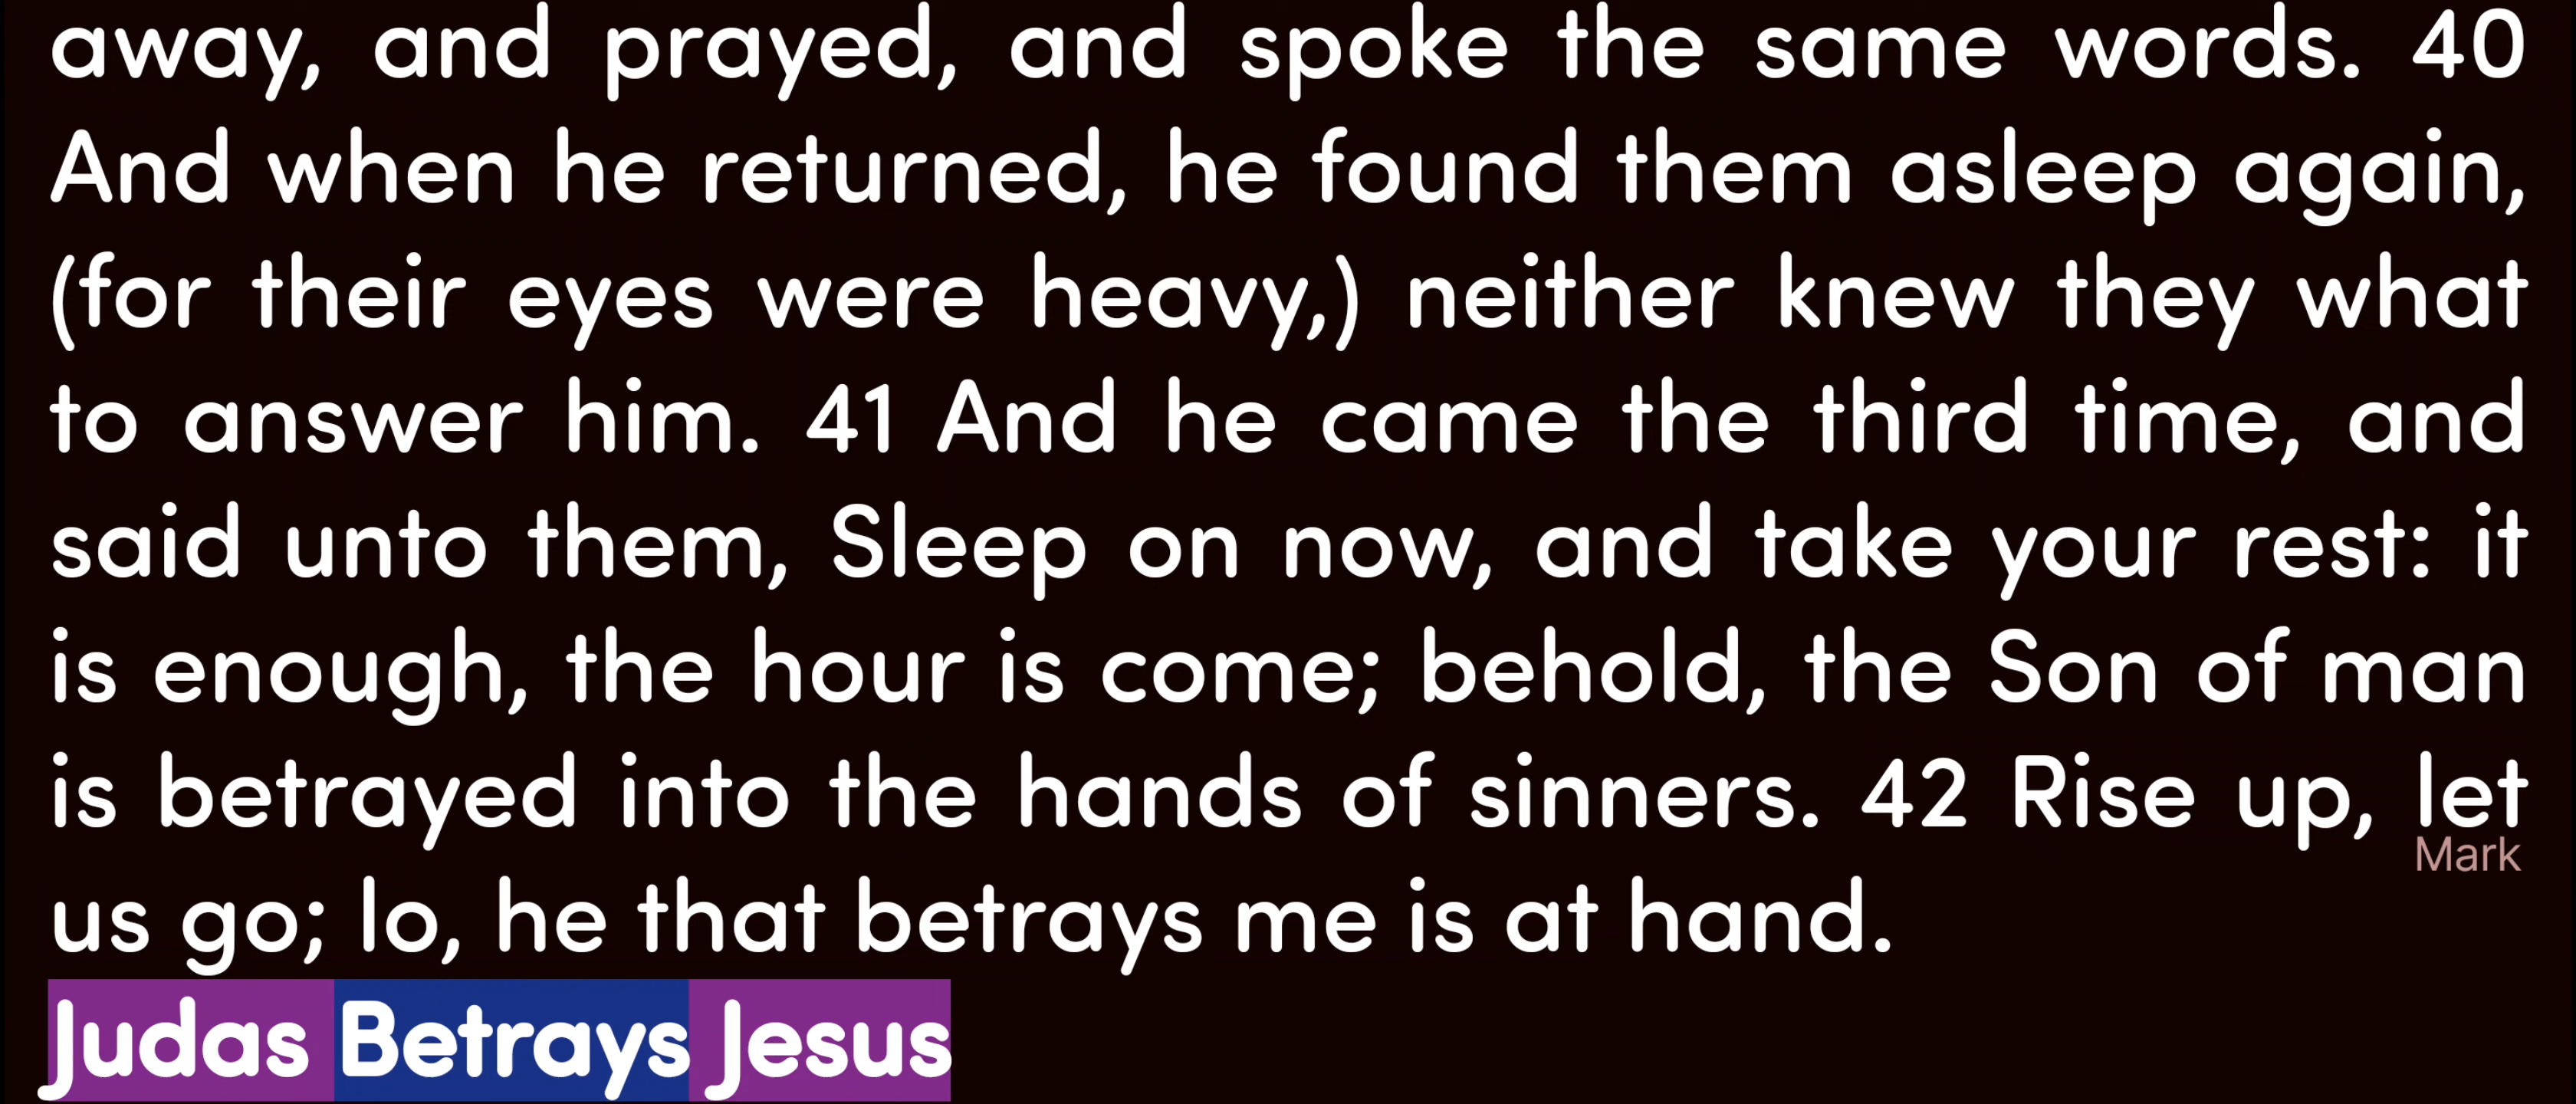 away, and prayed, and spoke the same words. 40
And when he returned, he found them asleep again,
(for their eyes were heavy,) neither knew they what
to answer him. 41 And he came the third time, and
said unto them, Sleep on now, and take your rest: it
is enough, the hour is come; behold, the Son of man
is betrayed into the hands of sinners. 42 Rise up, let
Mark
us go; lo, he that betrays me is at hand.
Judas Betrays Jesus